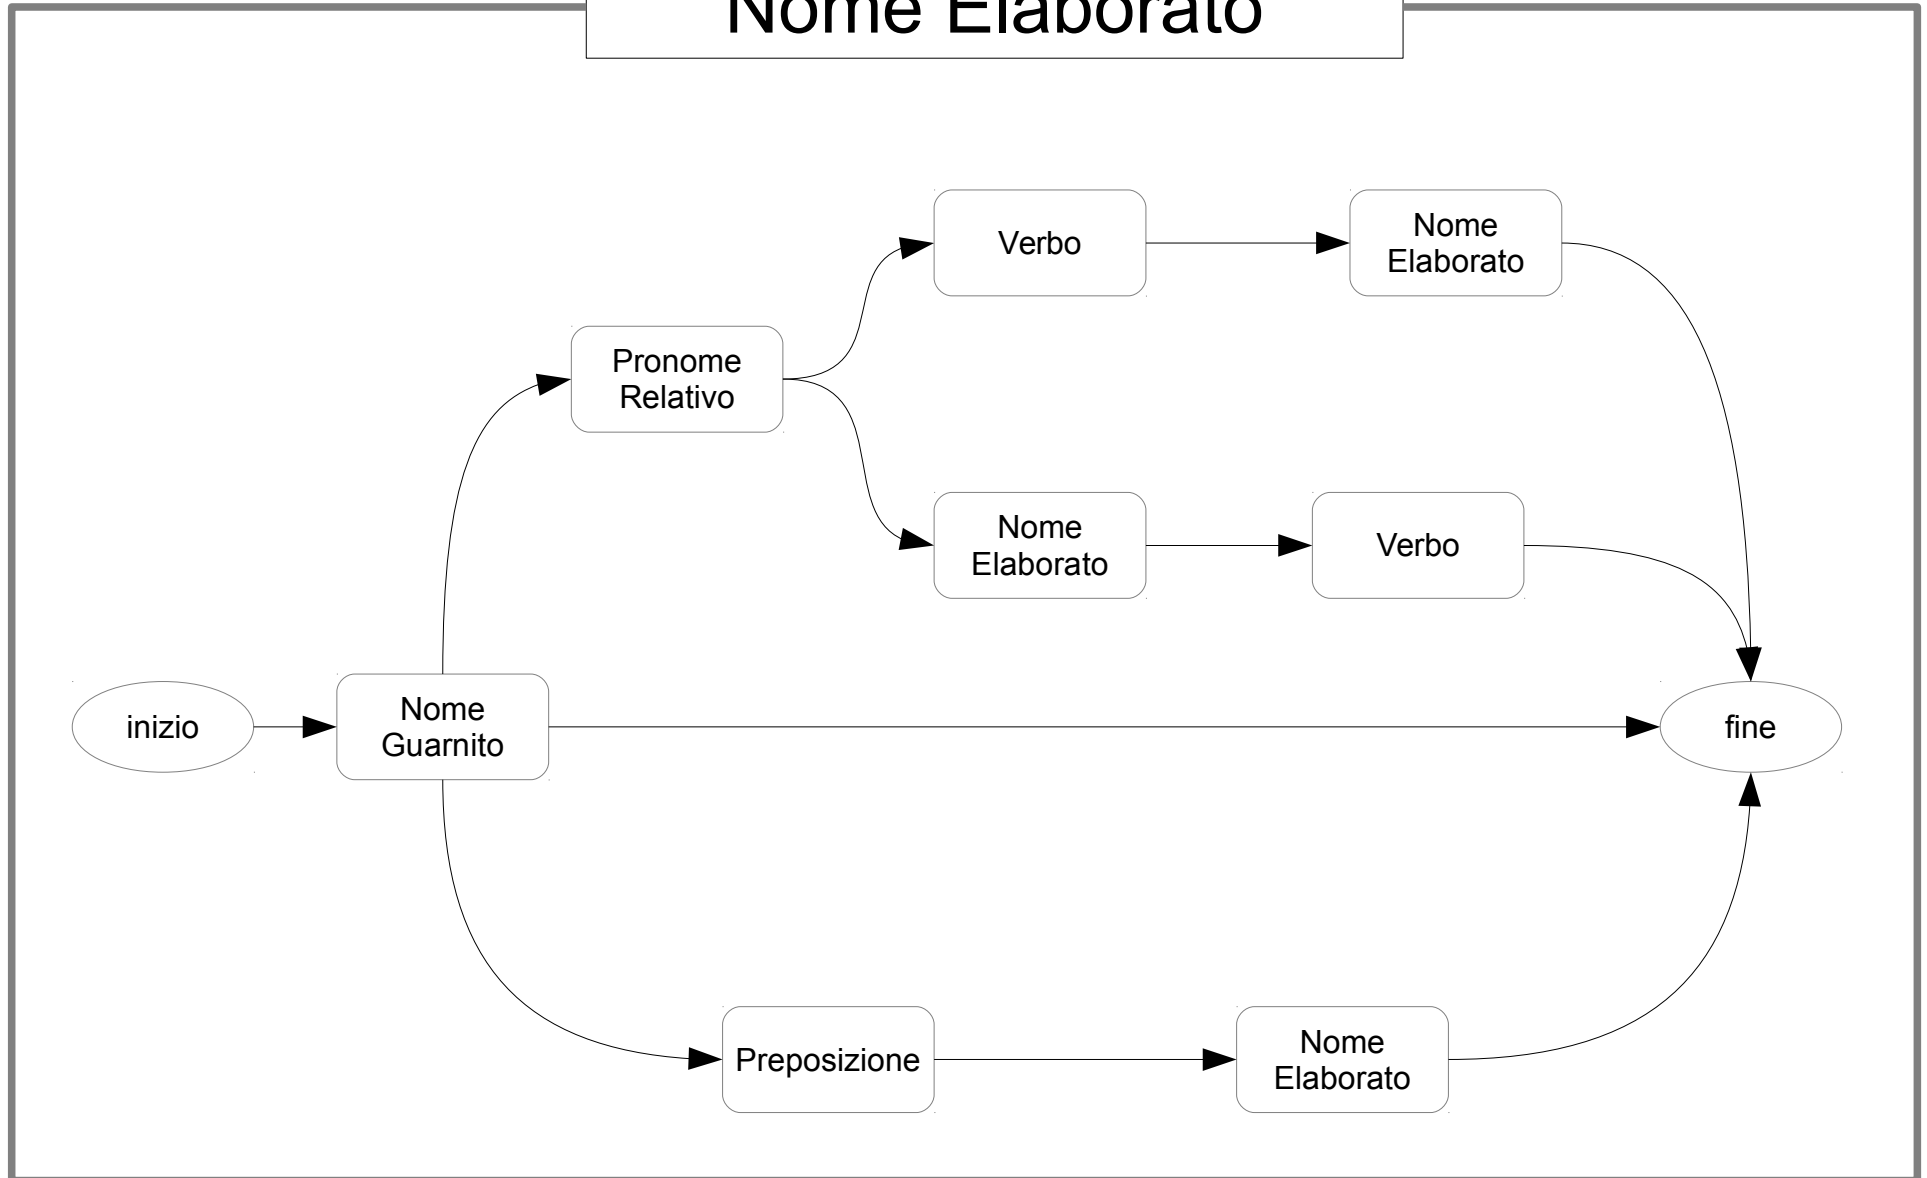 Nome Elaborato
Verbo
Nome
Elaborato
Pronome
Relativo
Nome
Elaborato
Verbo
inizio
Nome
Guarnito
fine
Preposizione
Nome
Elaborato